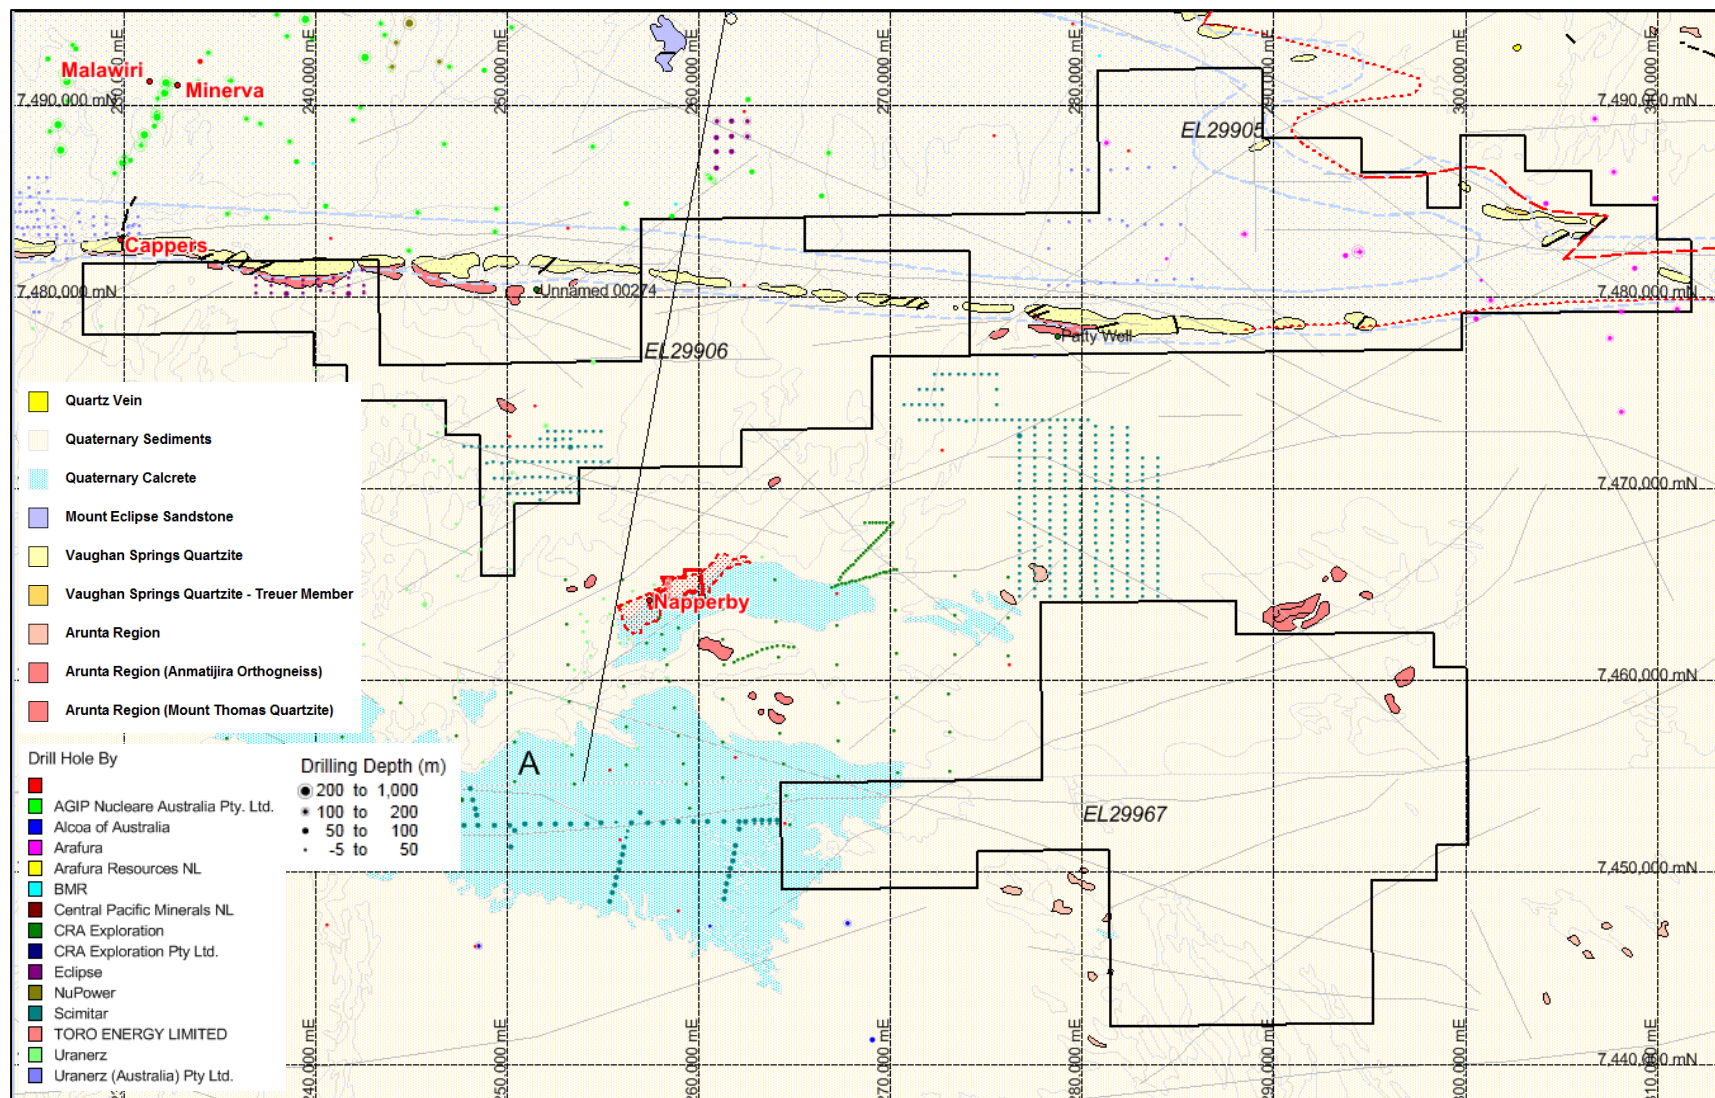 230,000 mE
240,000 mE
250,000 mE
260,000 mE
270,000 mE
280,000 mE
290,000 mE
300,000 mE
310,000 mE
Malawiri
Minerva
7,490,000 mN
7,490,000 mN
EL29905
Cappers
7,480,000 mN
Unnamed 00274
7,480,000 mN
Patty Well
EL29906
Quartz Vein
Quaternary Sediments
Quaternary Calcrete
Mount Eclipse Sandstone
Vaughan Springs Quartzite
Vaughan Springs Quartzite - Treuer Member
Arunta Region
Arunta Region (Anmatijira Orthogneiss)
Arunta Region (Mount Thomas Quartzite)
7,470,000 mN
Napperby
7,460,000 mN
A
EL29967
7,450,000 mN
7,440,000 mN
Drill Hole By
AGIP Nucleare Australia Pty. Ltd.
Alcoa of Australia
Arafura
Arafura Resources NL
BMR
Central Pacific Minerals NL
CRA Exploration
CRA Exploration Pty Ltd.
Eclipse
NuPower
Scimitar
TORO ENERGY LIMITED
Uranerz
Uranerz (Australia) Pty Ltd.
Drilling Depth (m)
200 to 1,000
100 to 200
50 to 100
-5 to 50
240,000 mE
250,000 mE
260,000 mE
270,000 mE
280,000 mE
290,000 mE
300,000 mE
310,000 mE